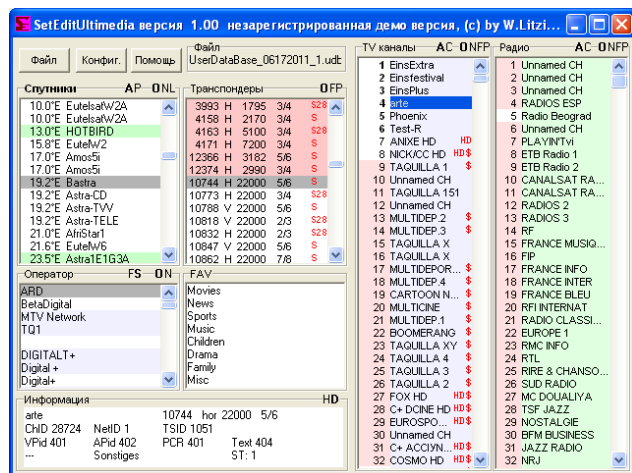 SetEditUltimedia версия 1.00 незарегистрированная демо версия, (c) by W.Litzi...
Файл
Конфиг.
Помощь
Файл
UserDataBase_06172011_1.udb
Спутники AP ONL
10.0°E EutelsatW2A
10.0°E EutelsatW2A
13.0°E HOTBIRD
15.8°E EutelW2
17.0°E Amos5i
17.0°E Amos5i
19.2°E Bastra
19.2°E Astra-CD
19.2°E Astra-TVV
19.2°E Astra-TELE
21.0°E AfriStar1
21.6°E EutelW6
23.5°E Astra1E1G3A
Транспондеры OFP
3993 H 1795 3/4 S28
4158 H 2170 3/4 S
4163 H 5100 3/4 S28
4171 H 7200 3/4 S
12366 H 3182 5/6 S
12374 H 2990 3/4 S
10744 H 22000 5/6 S
10773 H 22000 3/4 S28
10788 V 22000 5/6 S
10818 V 22000 2/3 S28
10832 H 22000 2/3 S28
10847 V 22000 5/6 S
10862 H 22000 7/8 S
Оператор FS ON
ARD
BetaDigital
MTV Network
TQ1
DIGITALT+
Digital +
Digital+
FAV
Movies
News
Sports
Music
Children
Drama
Family
Misc
Информация HD
arte 10744 hor 22000 5/6
ChID 28724 NetID 1 TSID 1051
VPid 401 APid 402 PCR 401 Text 404
--- Sonstiges ST: 1
TV каналы AC ONFP
1 EinsExtra
2 Einsfestival
3 EinsPlus
4 arte
5 Phoenix
6 Test-R
7 ANIXE HD HD
8 NICK/CC HD HD$
9 TAQUILLA 1 $
10 Unnamed CH
11 TAQUILLA 151
12 Unnamed CH
13 MULTIDEP.2 $
14 MULTIDEP.3 $
15 TAQUILLA X
16 TAQUILLA X
17 MULTIDEPOR... $
18 MULTIDEP.4 $
19 CARTOON N... $
20 MULTICINE $
21 MULTIDEP.1 $
22 BOOMERANG $
23 TAQUILLA XY $
24 TAQUILLA 4 $
25 TAQUILLA 3 $
26 TAQUILLA 2 $
27 FOX HD HD$
28 C+ DCINE HD HD$
29 EUROSPO... HD$
30 Unnamed CH
31 C+ ACCIУN... HD$
32 COSMO HD HD$
Радио AC ONFP
1 Unnamed CH
2 Unnamed CH
3 Unnamed CH
4 RADIOS ESP
5 Radio Beograd
6 Unnamed CH
7 PLAYIN'Tvi
8 ETB Radio 1
9 ETB Radio 2
10 CANALSAT RA...
11 CANALSAT RA...
12 RADIOS 2
13 RADIOS 3
14 RF
15 FRANCE MUSIQ...
16 FIP
17 FRANCE INFO
18 FRANCE INTER
19 FRANCE BLEU
20 RFI INTERNAT
21 RADIO CLASSI...
22 EUROPE 1
23 RMC INFO
24 RTL
25 RIRE & CHANSO...
26 SUD RADIO
27 MC DOUALIYA
28 TSF JAZZ
29 NOSTALGIE
30 BFM BUSINESS
31 JAZZ RADIO
32 NRJ